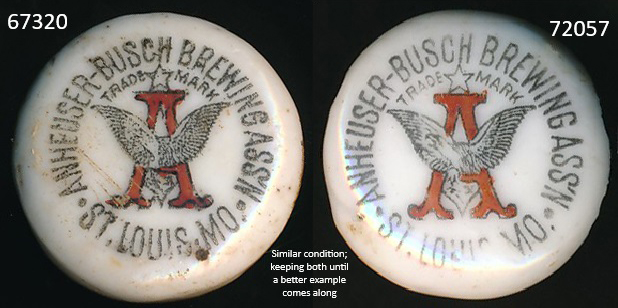 67320
72057
ANHEUSER-BUSCH BREWING ASS'N
TRADE MARK
A
• ST. LOUIS, MO. •
ANHEUSER-BUSCH BREWING ASS'N
TRADE MARK
A
• ST. LOUIS, MO. •
Similar condition;
keeping both until
a better example
comes along